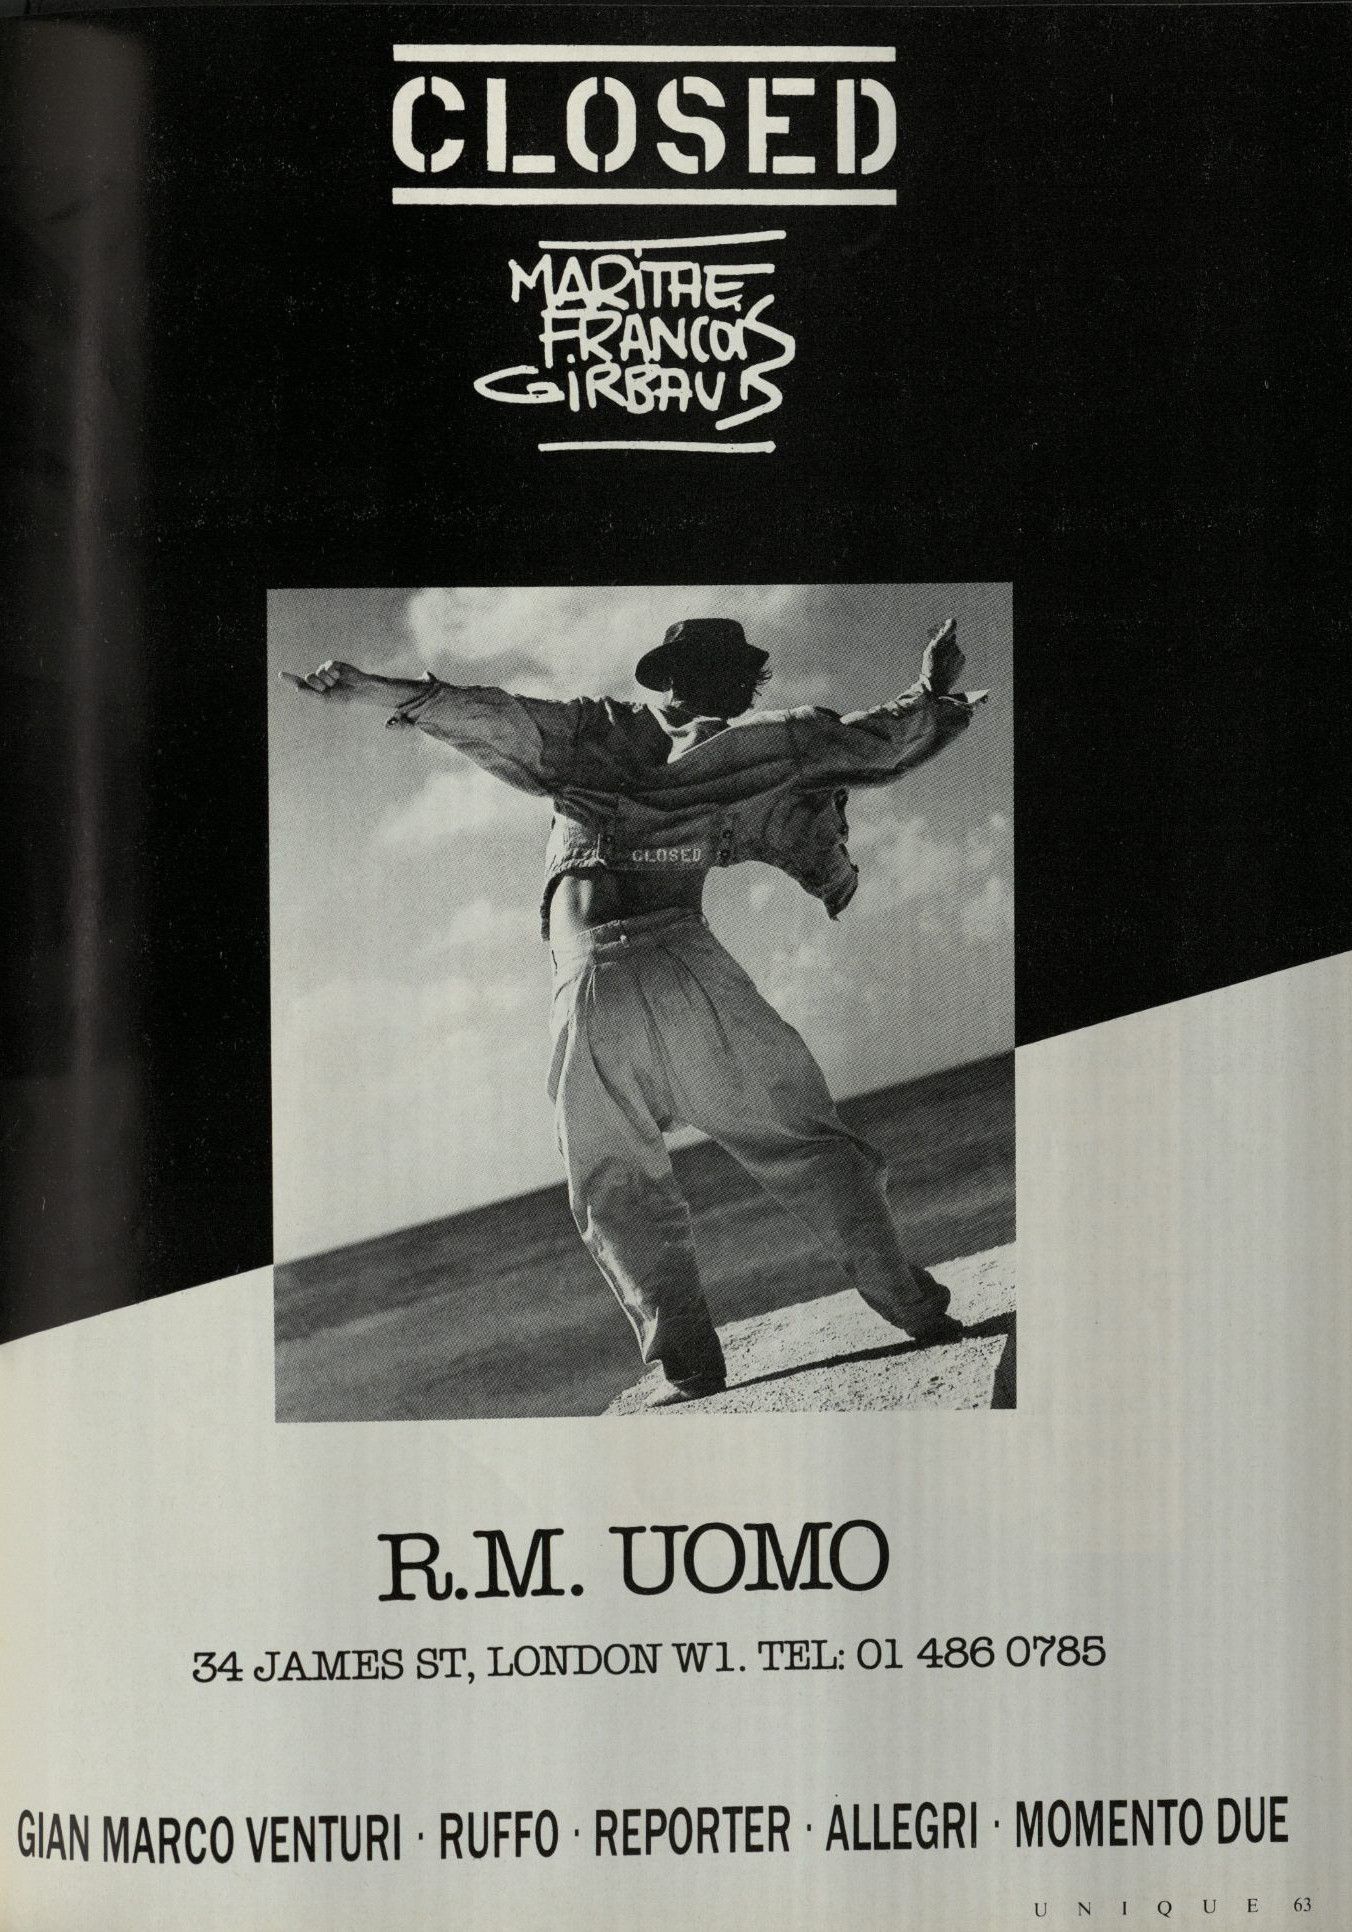 CLOSED
MARITHE
FRANCOIS
GIRBAUD
CLOSED
R.M. UOMO
34 JAMES ST, LONDON W1. TEL: 01 486 0785
GIAN MARCO VENTURI · RUFFO · REPORTER · ALLEGRI · MOMENTO DUE
UNIQUE 63